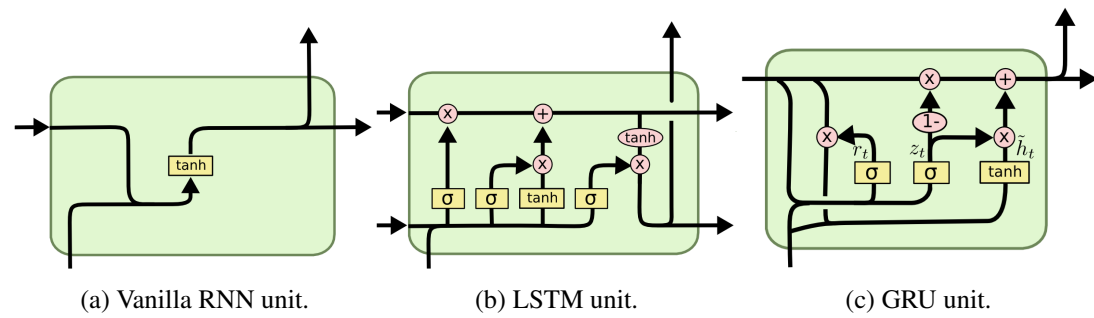 tanh
(a) Vanilla RNN unit.
x +
tanh
x x
σ σ tanh σ
(b) LSTM unit.
x +
1-
x r_t z_t x h̃_t
σ σ tanh
(c) GRU unit.